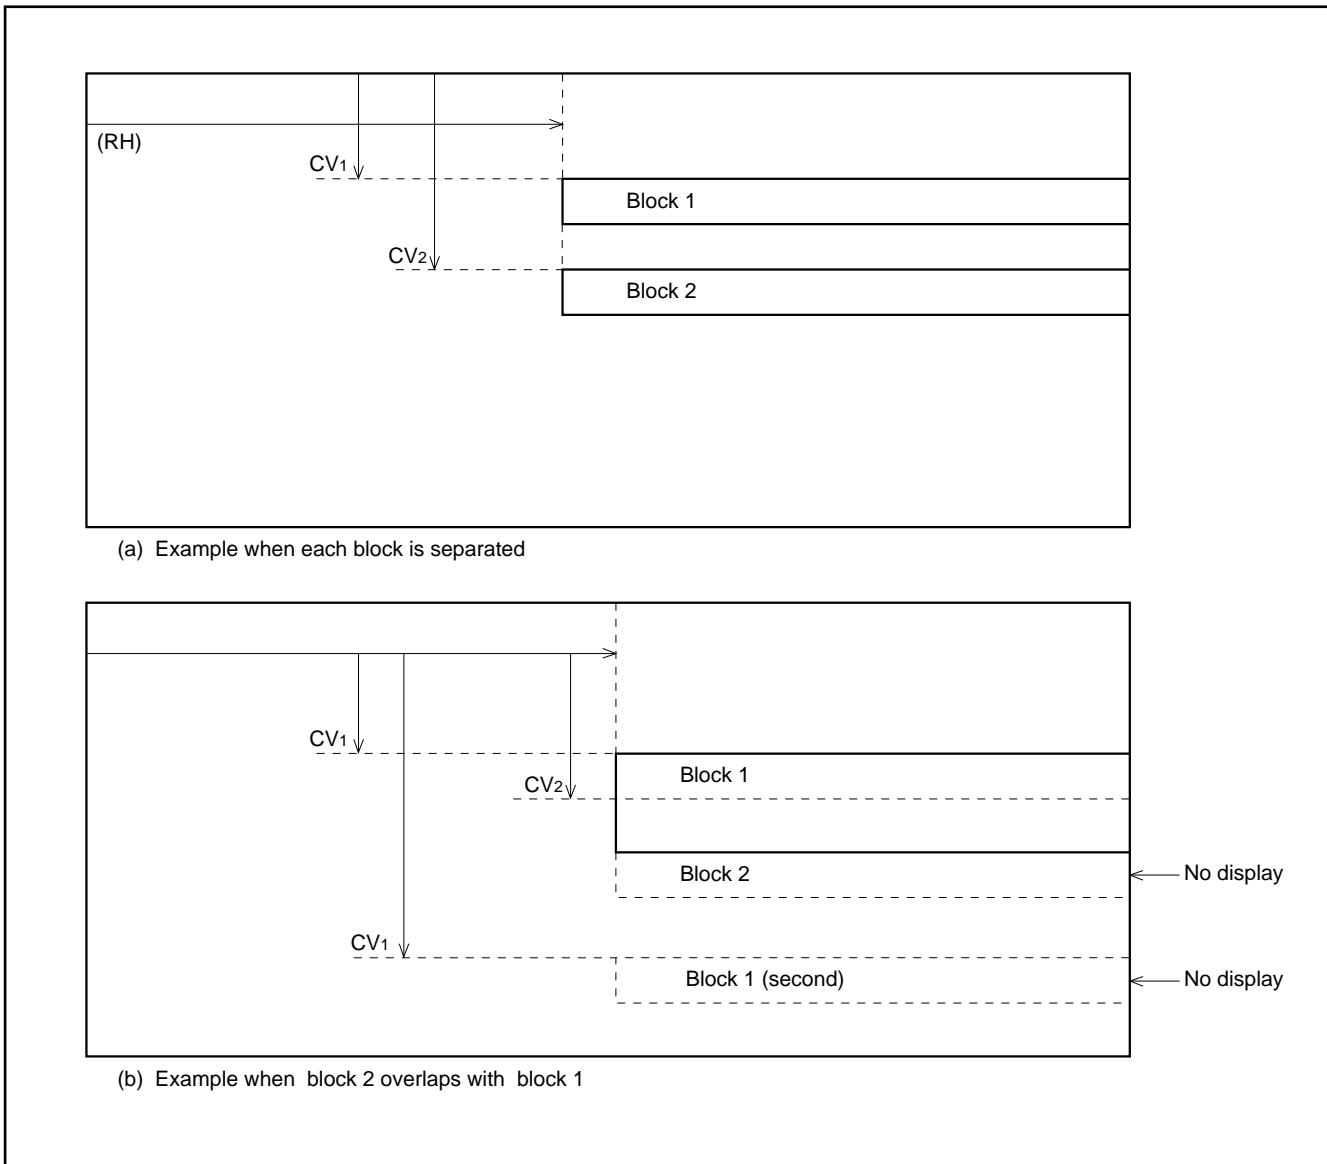 (RH)
CV1
Block 1
CV2
Block 2
(a) Example when each block is separated
CV1
Block 1
CV2
Block 2
No display
CV1
Block 1 (second)
No display
(b) Example when block 2 overlaps with block 1